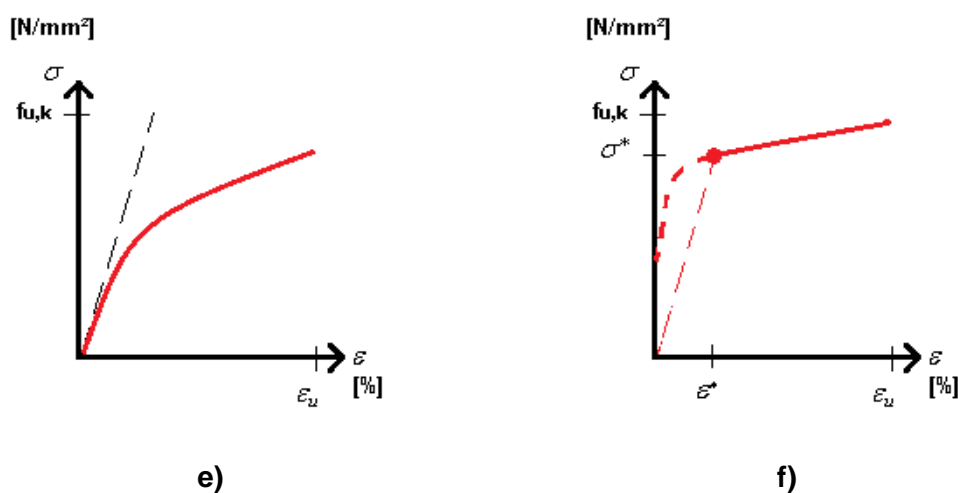 [N/mm²]
σ
fu,k
ε
[%]
εu
e)
[N/mm²]
σ
fu,k
σ*
ε
[%]
ε*
εu
f)